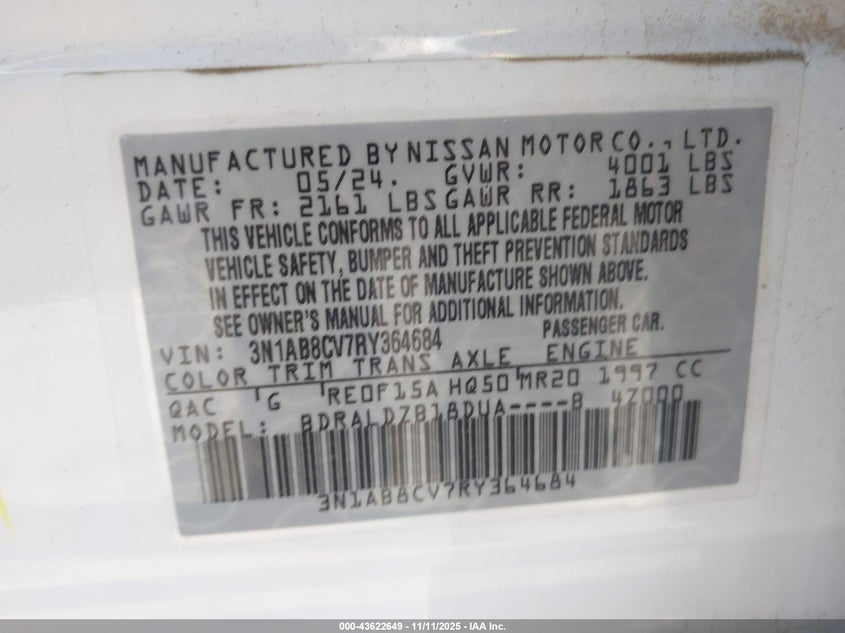 MANUFACTURED BY NISSAN MOTOR CO., LTD.
DATE: 05/24. GVWR: 4001 LBS
GAWR FR: 2161 LBS GAWR RR: 1863 LBS
THIS VEHICLE CONFORMS TO ALL APPLICABLE FEDERAL MOTOR
VEHICLE SAFETY, BUMPER AND THEFT PREVENTION STANDARDS
IN EFFECT ON THE DATE OF MANUFACTURE SHOWN ABOVE.
SEE OWNER'S MANUAL FOR ADDITIONAL INFORMATION.
PASSENGER CAR.
VIN: 3N1AB8CV7RY364684
COLOR TRIM TRANS AXLE ENGINE
QAC G RE0F15A HQ50 MR20 1997 CC
MODEL: BDRALDZB18DUA----B 47000
3N1AB8CV7RY364684
000-43622649 - 11/11/2025 - IAA Inc.